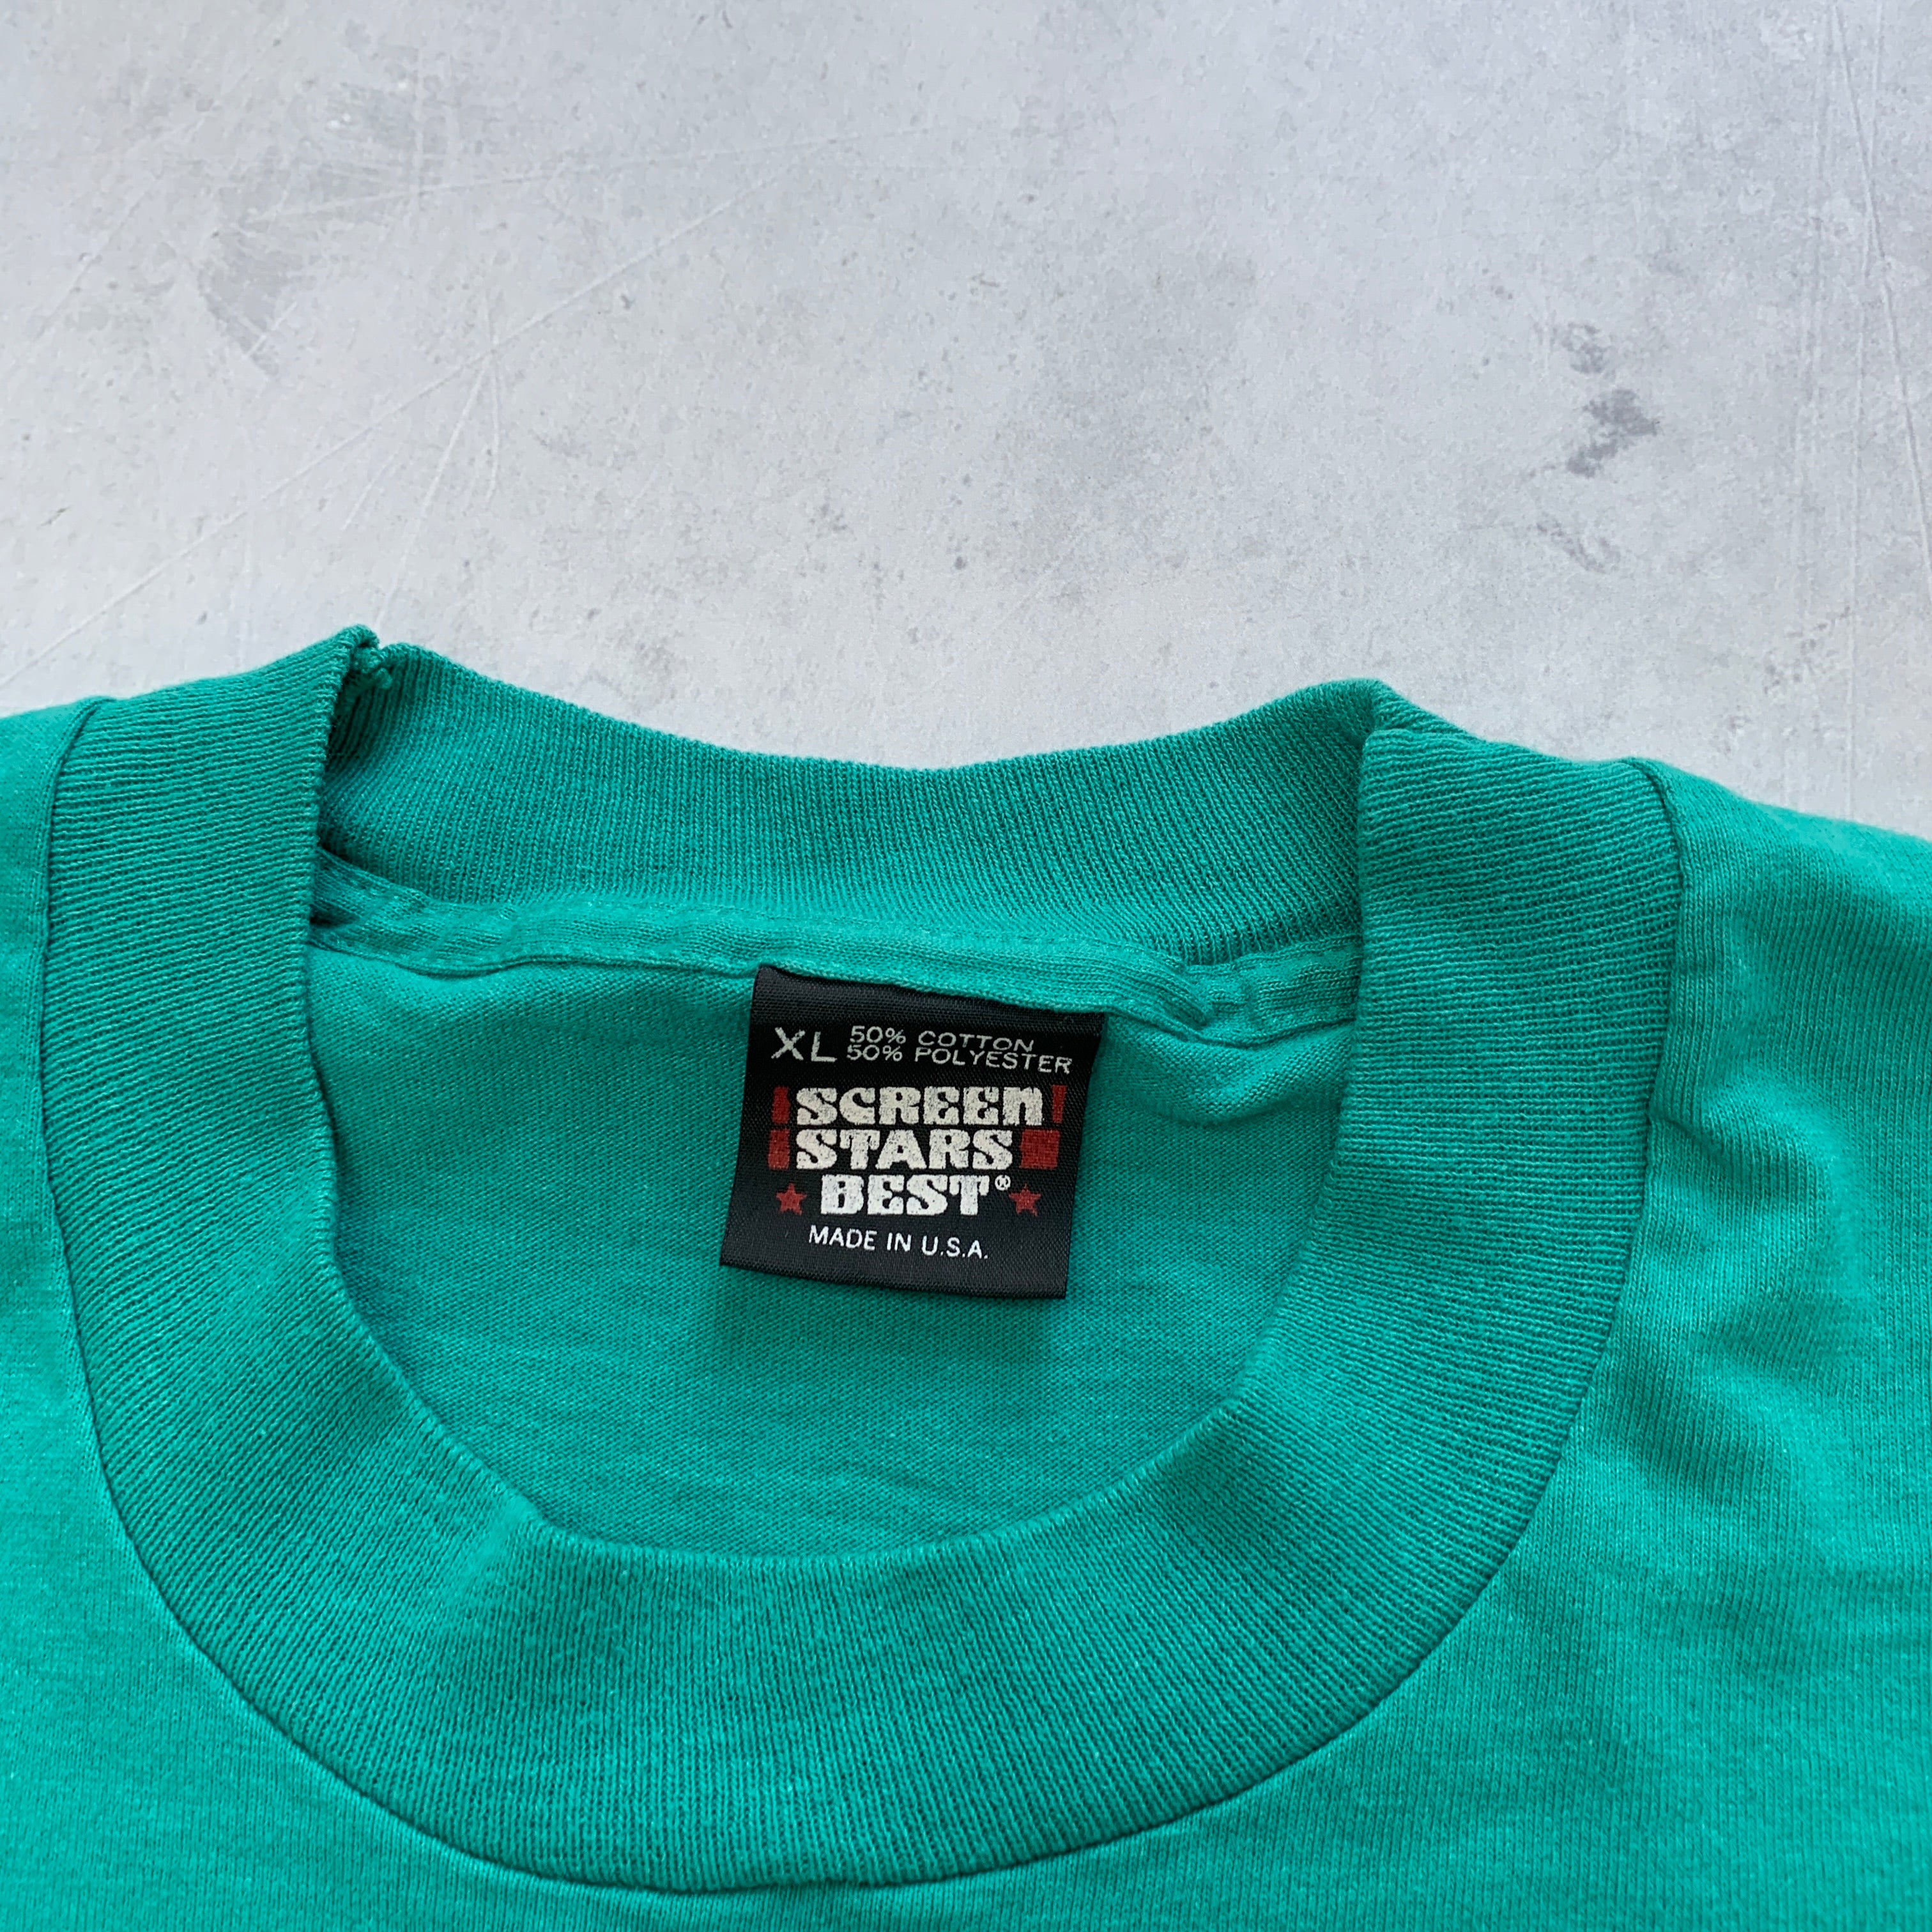 XL 50% COTTON
50% POLYESTER
SCREEN
STARS
BEST®
MADE IN U.S.A.